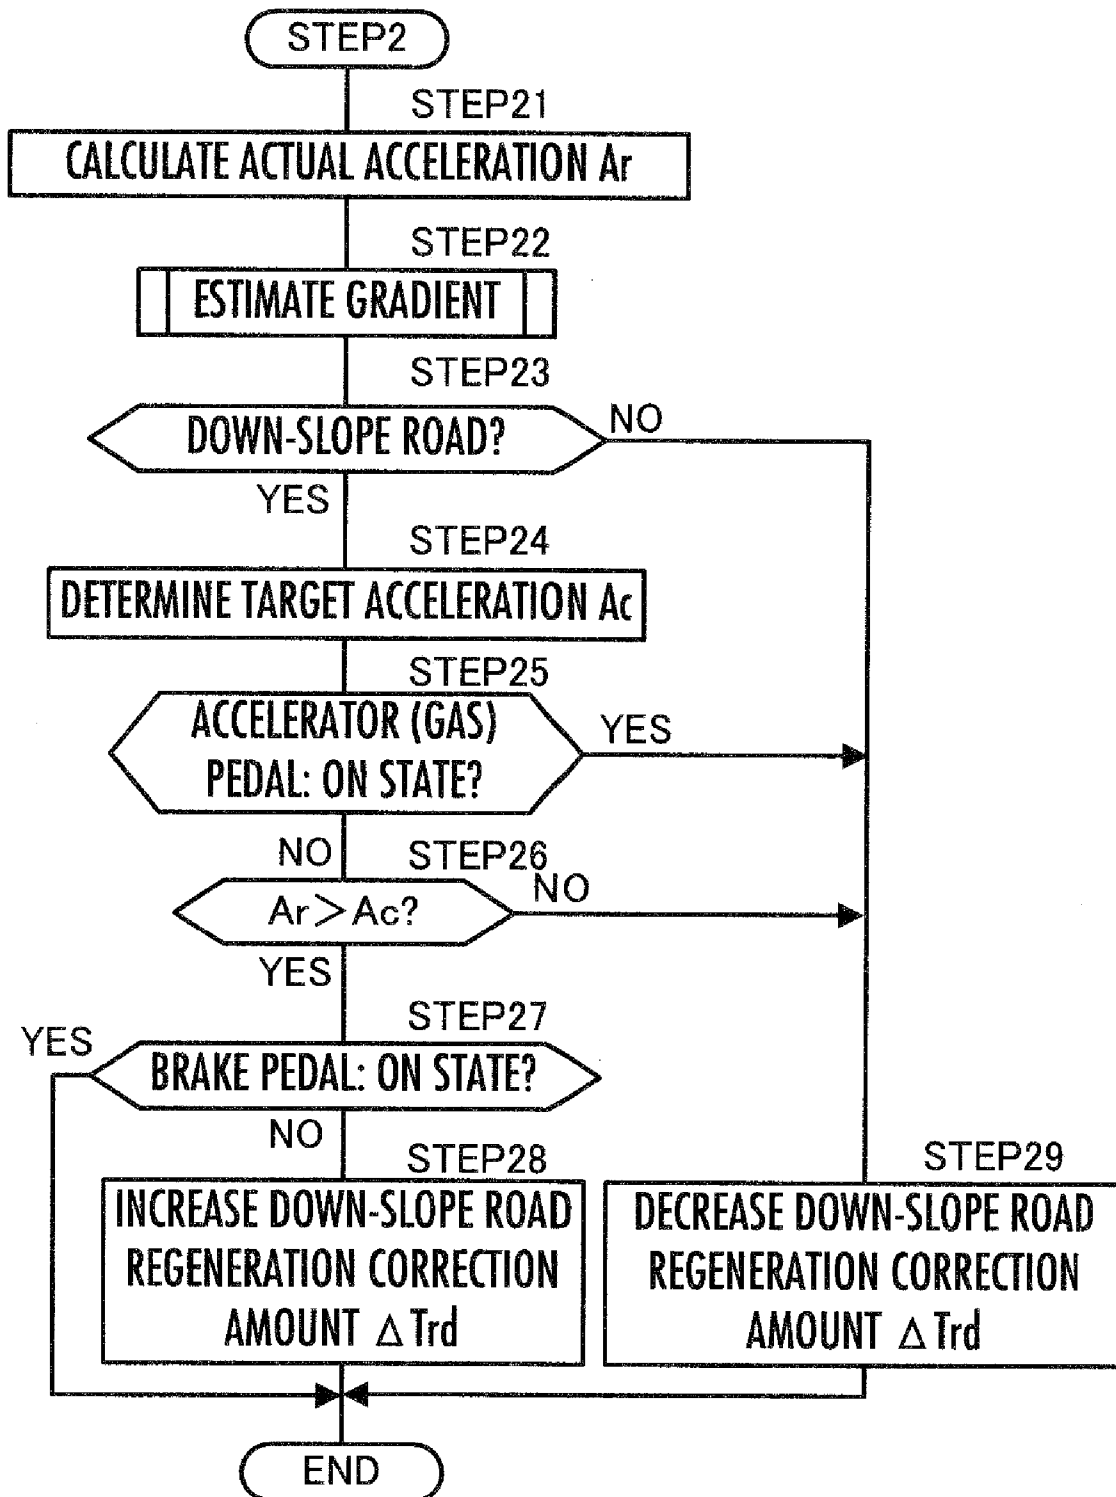 STEP2
STEP21
CALCULATE ACTUAL ACCELERATION Ar
STEP22
ESTIMATE GRADIENT
STEP23
DOWN-SLOPE ROAD?
NO
YES
STEP24
DETERMINE TARGET ACCELERATION Ac
STEP25
ACCELERATOR (GAS)
PEDAL: ON STATE?
YES
NO
STEP26
Ar＞Ac?
NO
YES
STEP27
YES
BRAKE PEDAL: ON STATE?
NO
STEP28
INCREASE DOWN-SLOPE ROAD
REGENERATION CORRECTION
AMOUNT △Trd
STEP29
DECREASE DOWN-SLOPE ROAD
REGENERATION CORRECTION
AMOUNT △Trd
END